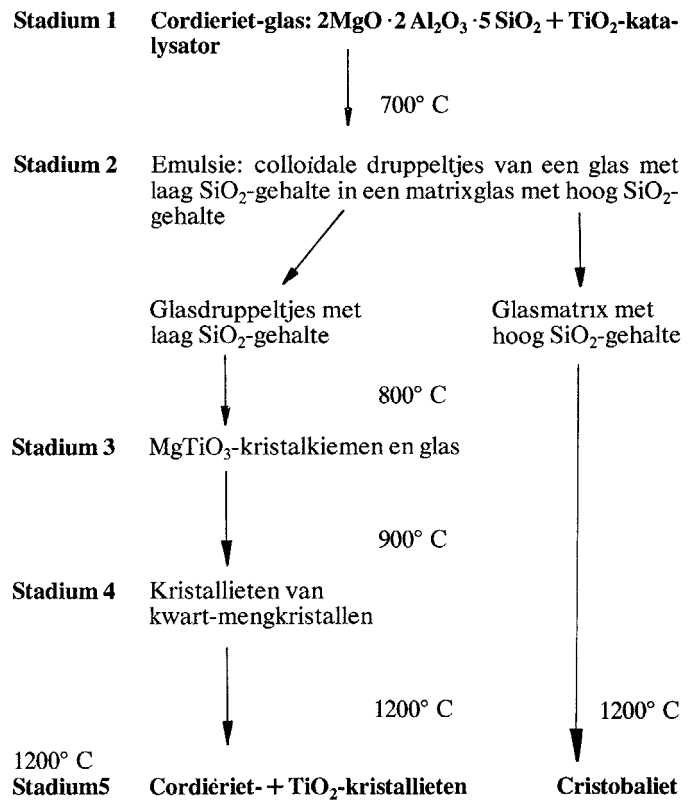 Stadium 1 Cordieriet-glas: 2MgO · 2 Al₂O₃ · 5 SiO₂ + TiO₂-kata-
lysator
700° C
Stadium 2 Emulsie: colloïdale druppeltjes van een glas met
laag SiO₂-gehalte in een matrixglas met hoog SiO₂-
gehalte
Glasdruppeltjes met
laag SiO₂-gehalte
Glasmatrix met
hoog SiO₂-gehalte
800° C
Stadium 3 MgTiO₃-kristalkiemen en glas
900° C
Stadium 4 Kristallieten van
kwart-mengkristallen
1200° C 1200° C
1200° C
Stadium5 Cordiëriet- + TiO₂-kristallieten Cristobaliet